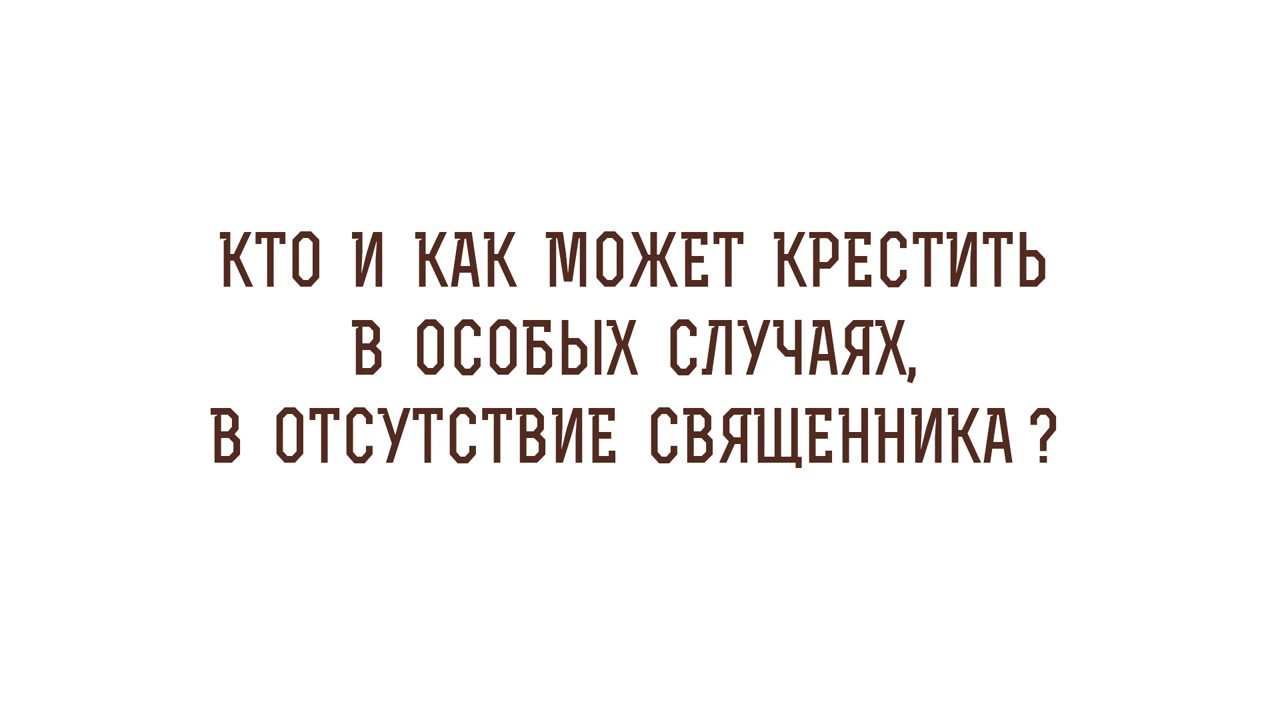 КТО И КАК МОЖЕТ КРЕСТИТЬ
В ОСОБЫХ СЛУЧАЯХ,
В ОТСУТСТВИЕ СВЯЩЕННИКА ?